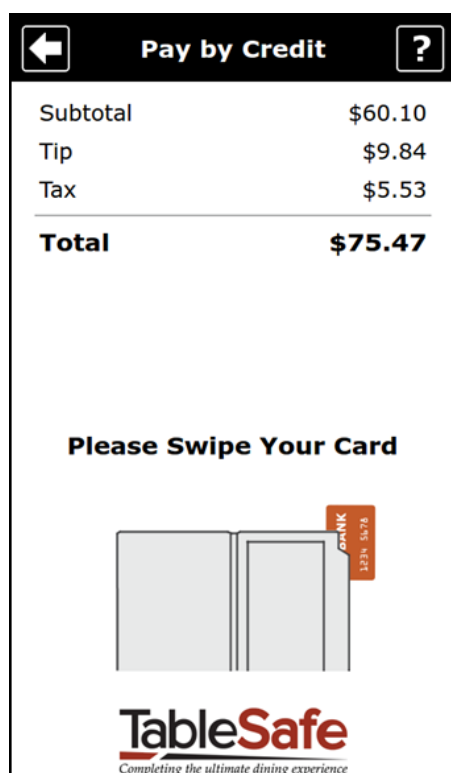 Pay by Credit ?
Subtotal $60.10
Tip $9.84
Tax $5.53
Total $75.47
Please Swipe Your Card
BANK
1234 5678
TableSafe
Completing the ultimate dining experience